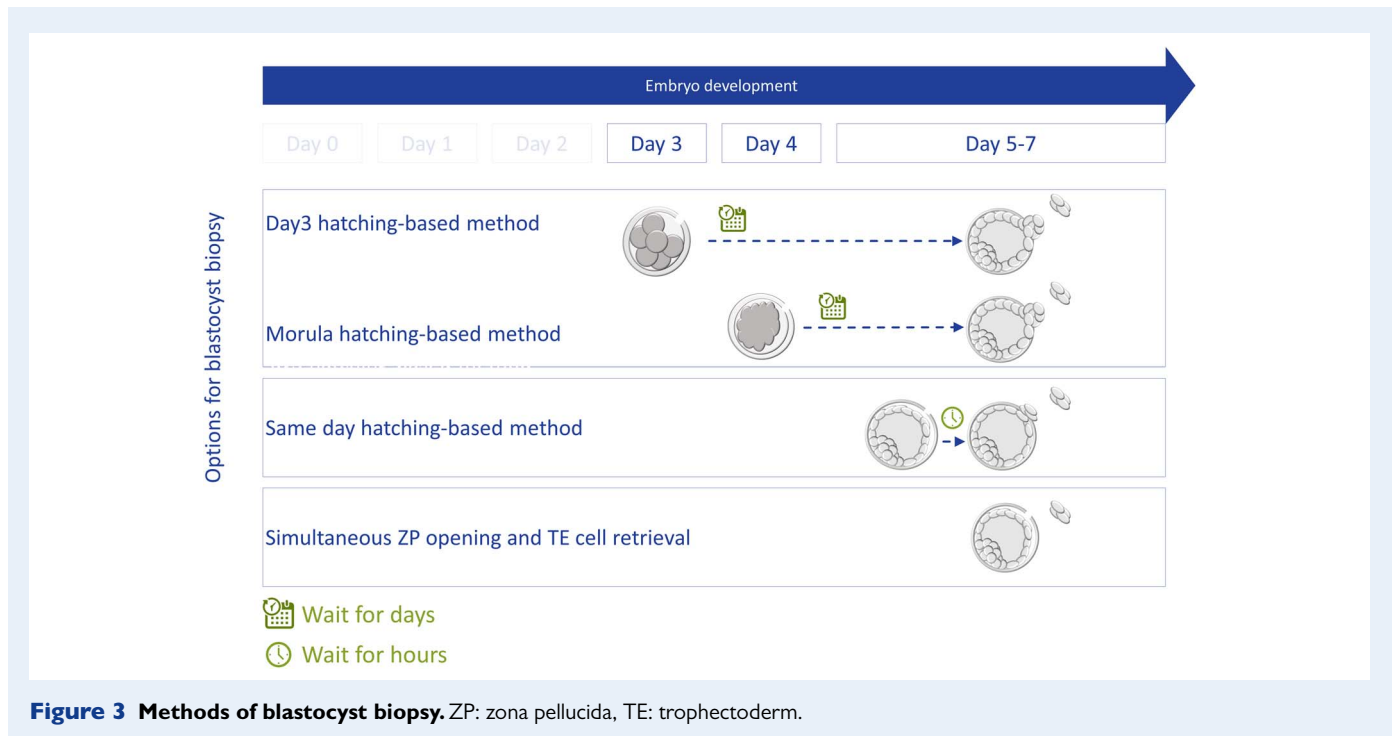 Embryo development
Day 0 Day 1 Day 2 Day 3 Day 4 Day 5-7
Options for blastocyst biopsy
Day3 hatching-based method
Morula hatching-based method
Same day hatching-based method
Simultaneous ZP opening and TE cell retrieval
Wait for days
Wait for hours
Figure 3 Methods of blastocyst biopsy. ZP: zona pellucida, TE: trophectoderm.